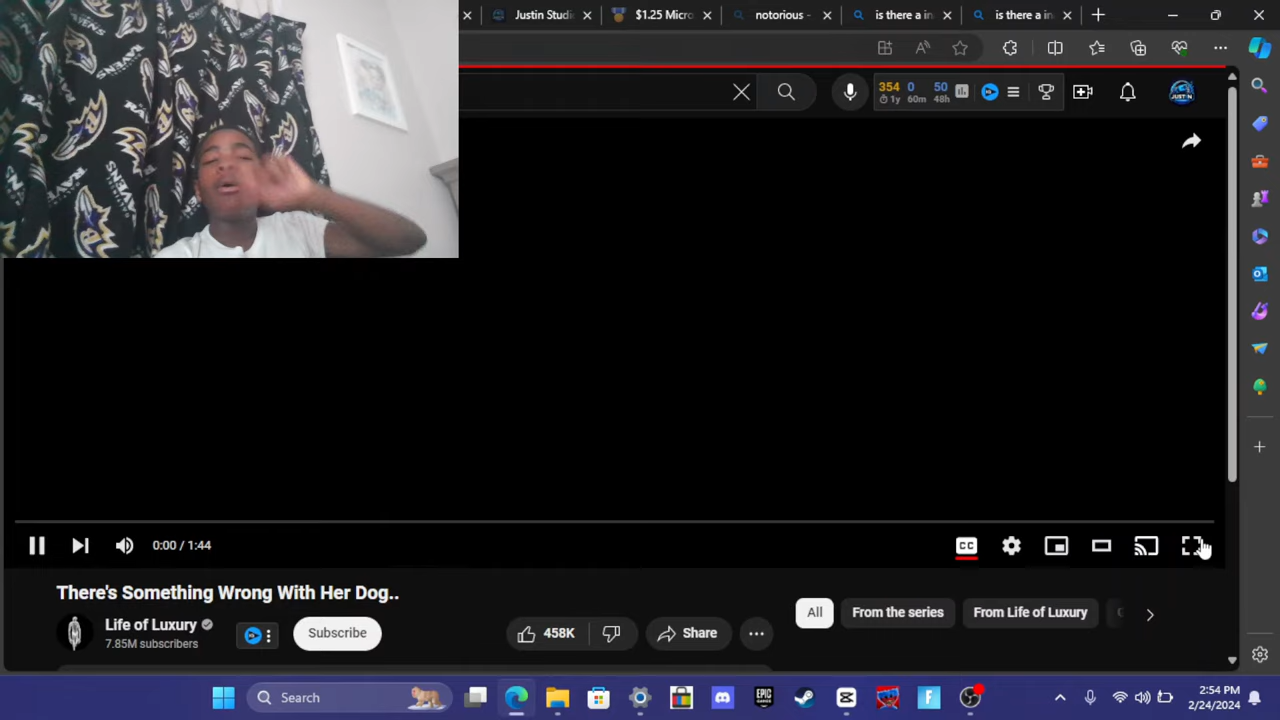 Justin Studi
$1.25 Micro
notorious -
is there a in
is there a in
354 0 50
1y 60m 48h
RAVENS
0:00 / 1:44
CC
There's Something Wrong With Her Dog..
Life of Luxury
7.85M subscribers
Subscribe
458K
Share
All
From the series
From Life of Luxury
Search
2:54 PM
2/24/2024